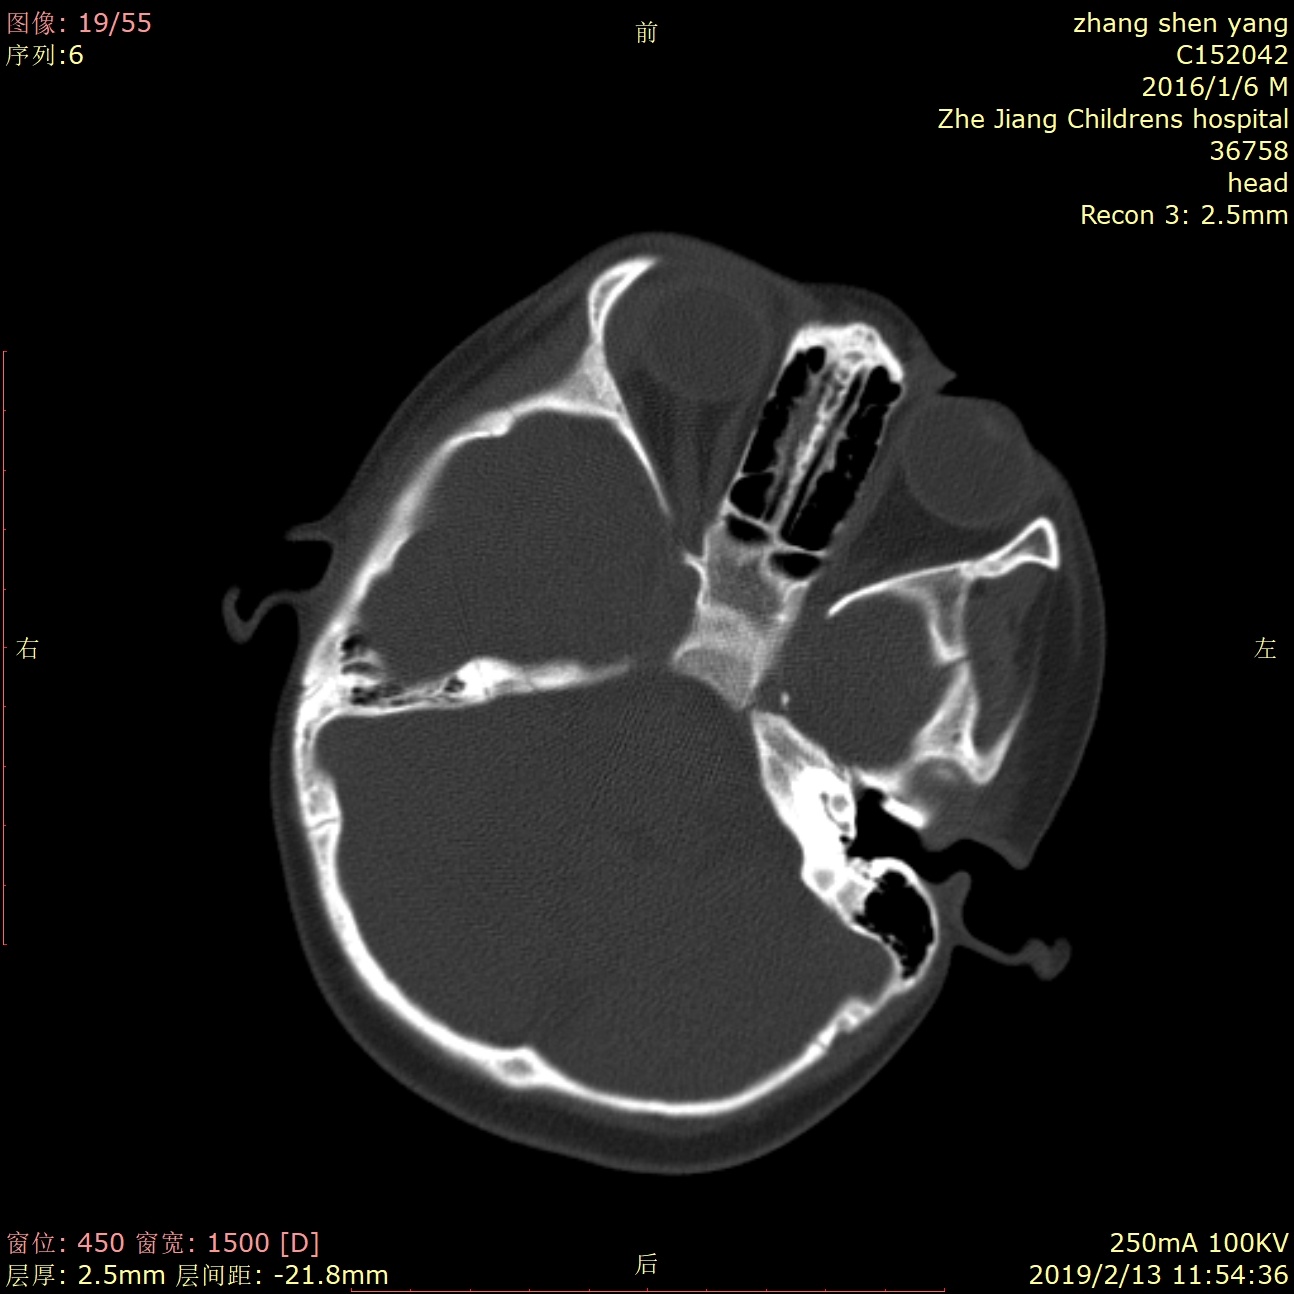 图像: 19/55
序列:6
前
zhang shen yang
C152042
2016/1/6 M
Zhe Jiang Childrens hospital
36758
head
Recon 3: 2.5mm
右
左
窗位: 450 窗宽: 1500 [D]
层厚: 2.5mm 层间距: -21.8mm
后
250mA 100KV
2019/2/13 11:54:36